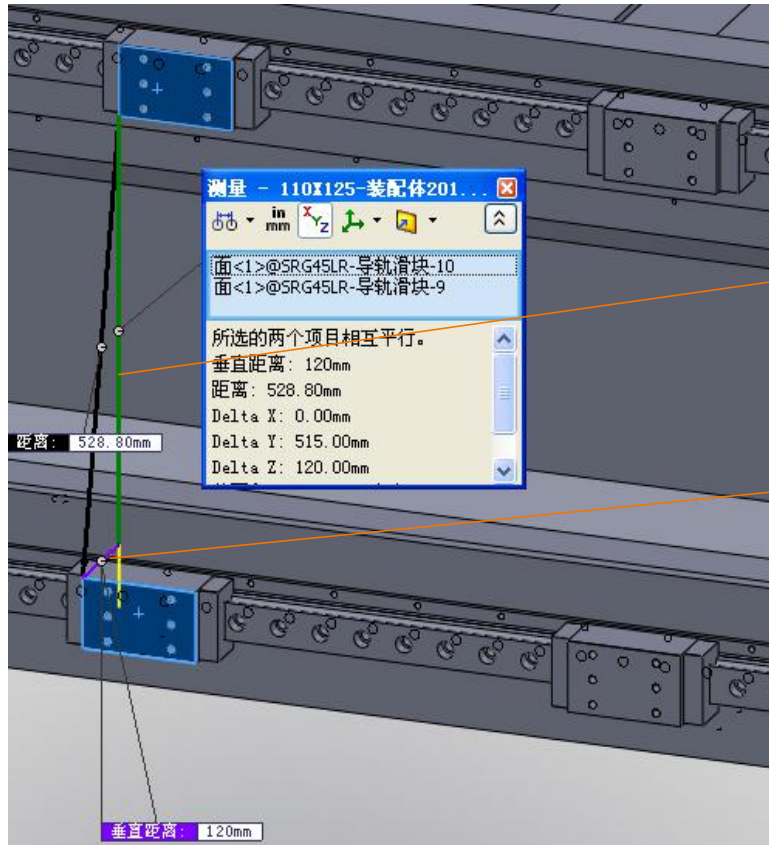 测量 - 110X125-装配体201...
in
mm
XYZ
面<1>@SRG45LR-导轨滑块-10
面<1>@SRG45LR-导轨滑块-9
所选的两个项目相互平行。
垂直距离: 120mm
距离: 528.80mm
Delta X: 0.00mm
Delta Y: 515.00mm
Delta Z: 120.00mm
距离: 528.80mm
垂直距离: 120mm